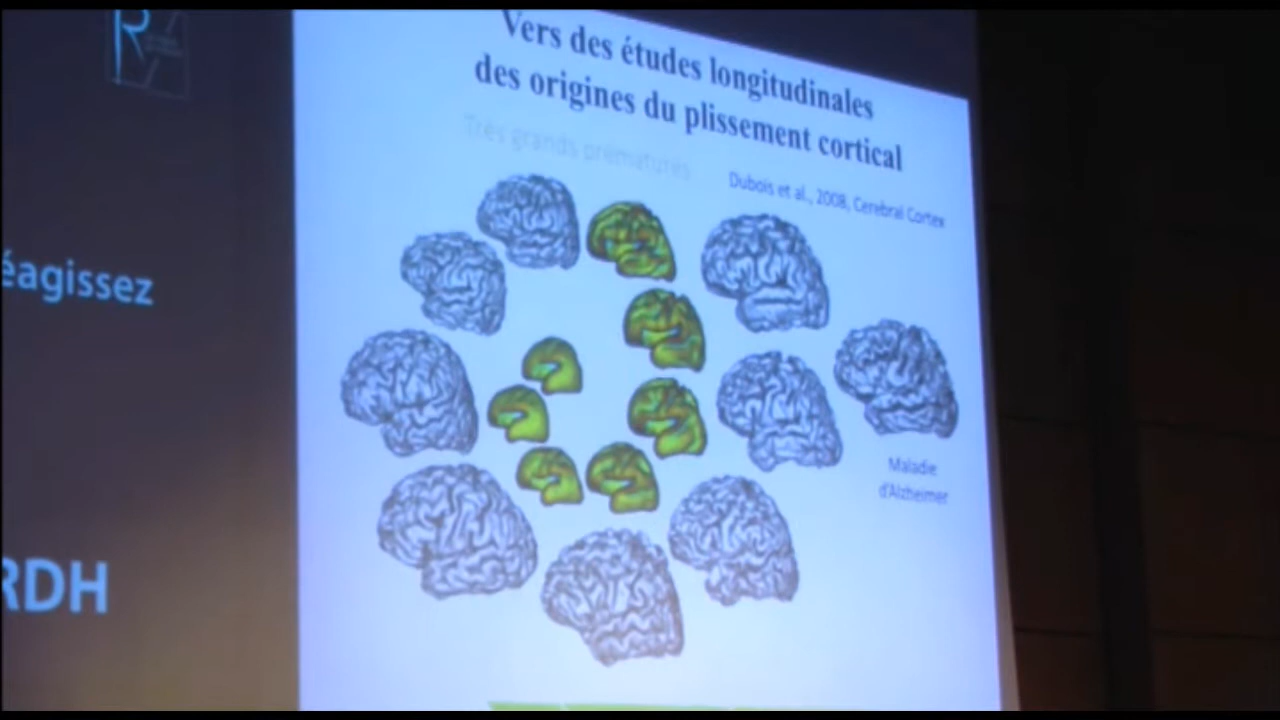 R
Vers des études longitudinales
des origines du plissement cortical
Très grands prématurés
Dubois et al., 2008, Cerebral Cortex
éagissez
Maladie
d'Alzheimer
RDH